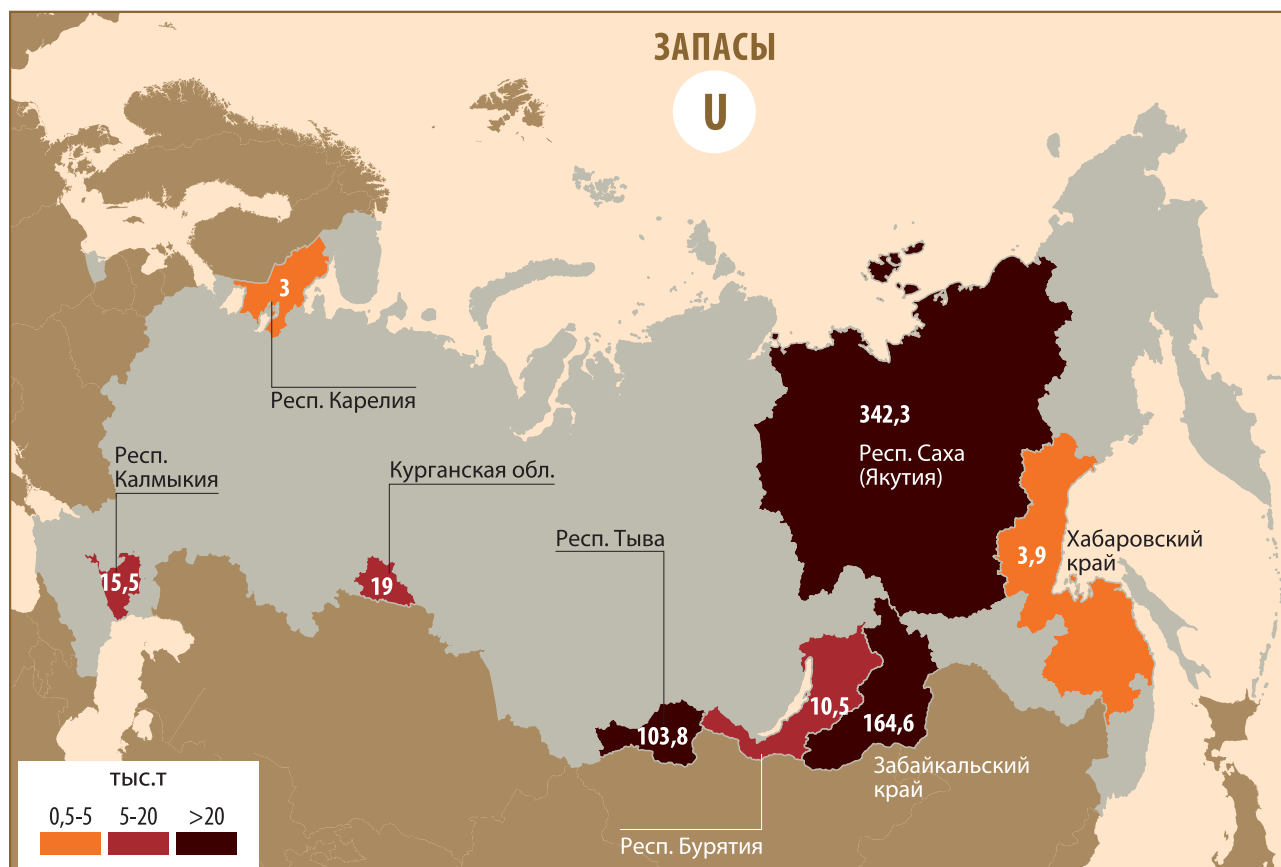 ЗАПАСЫ
U
3
Респ. Карелия
342,3
Респ. Саха
(Якутия)
Респ.
Калмыкия
Курганская обл.
Респ. Тыва
Хабаровский
край
3,9
15,5
19
10,5
103,8
164,6
Забайкальский
край
Респ. Бурятия
тыс.т
0,5-5 5-20 >20